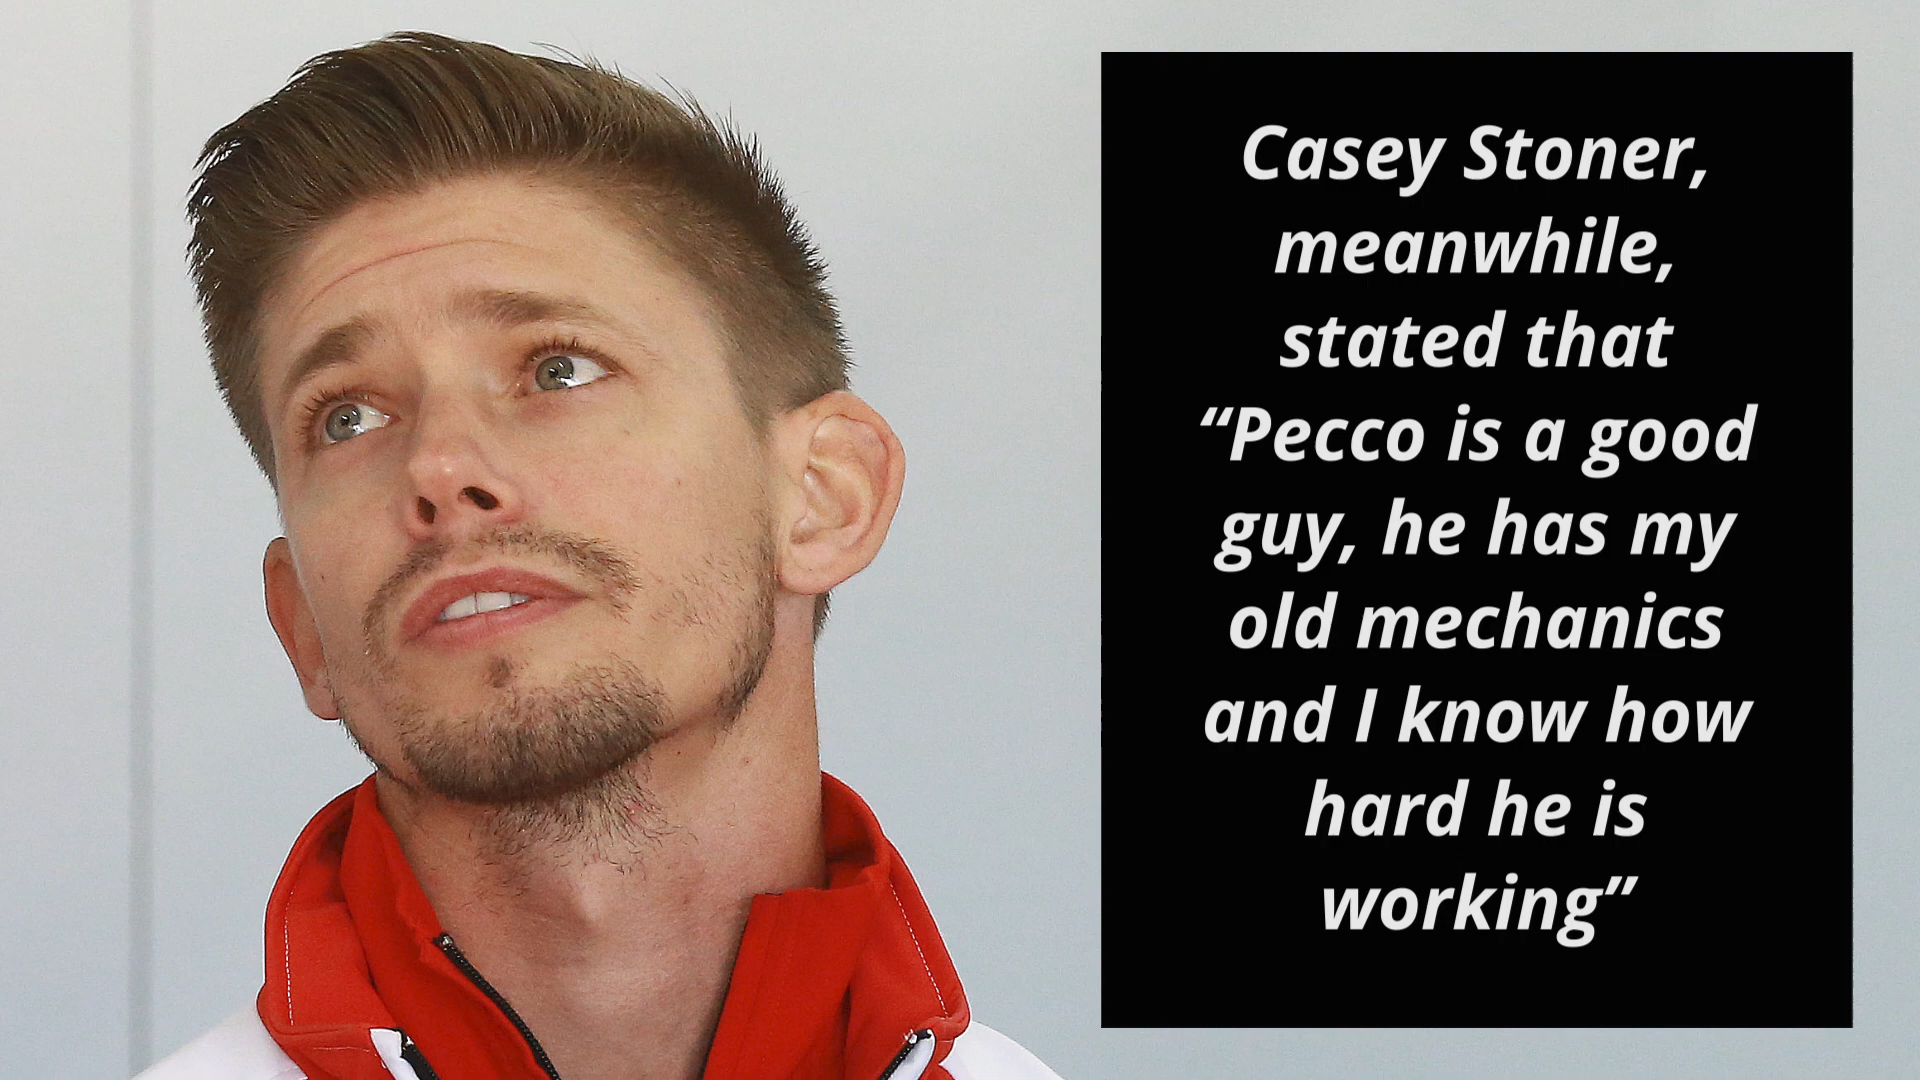 Casey Stoner,
meanwhile,
stated that
“Pecco is a good
guy, he has my
old mechanics
and I know how
hard he is
working”